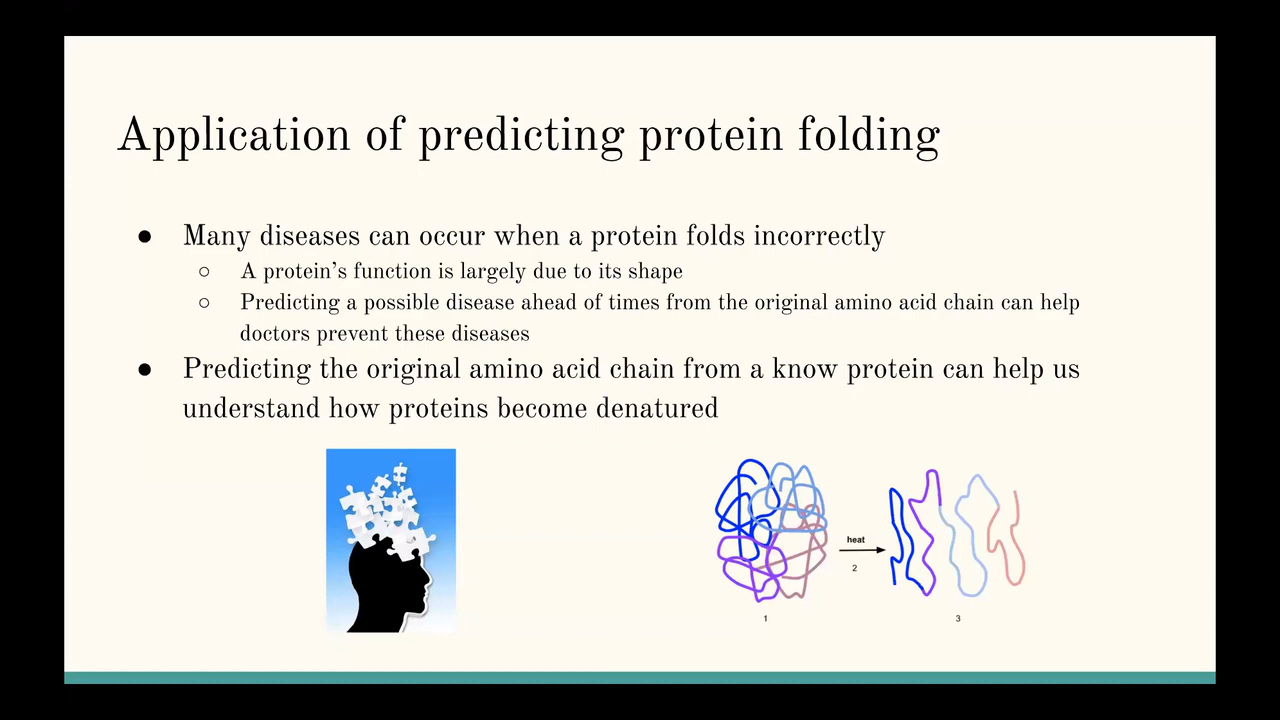 Application of predicting protein folding
● Many diseases can occur when a protein folds incorrectly
○ A protein’s function is largely due to its shape
○ Predicting a possible disease ahead of times from the original amino acid chain can help
doctors prevent these diseases
● Predicting the original amino acid chain from a know protein can help us
understand how proteins become denatured
heat
2
1
3